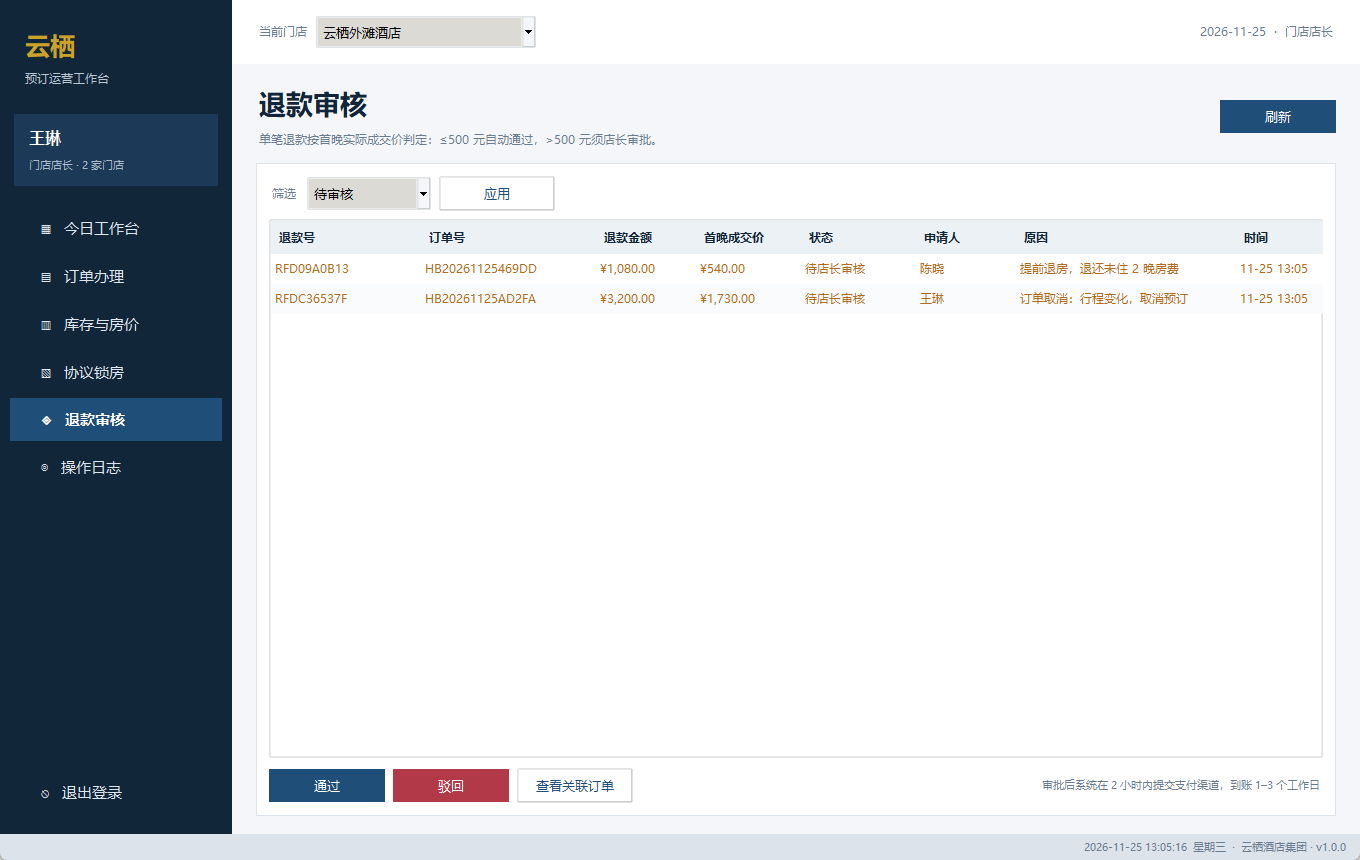 云栖
预订运营工作台
王琳
门店店长 · 2 家门店
今日工作台
订单办理
库存与房价
协议锁房
退款审核
操作日志
退出登录
当前门店 云栖外滩酒店 2026-11-25 · 门店店长
退款审核
单笔退款按首晚实际成交价判定：≤500 元自动通过，>500 元须店长审批。
刷新
筛选 待审核 应用
退款号 订单号 退款金额 首晚成交价 状态 申请人 原因 时间
RFD09A0B13 HB20261125469DD ¥1,080.00 ¥540.00 待店长审核 陈晓 提前退房，退还未住 2 晚房费 11-25 13:05
RFDC36537F HB20261125AD2FA ¥3,200.00 ¥1,730.00 待店长审核 王琳 订单取消：行程变化，取消预订 11-25 13:05
通过 驳回 查看关联订单 审批后系统在 2 小时内提交支付渠道，到账 1–3 个工作日
2026-11-25 13:05:16 星期三 · 云栖酒店集团 · v1.0.0